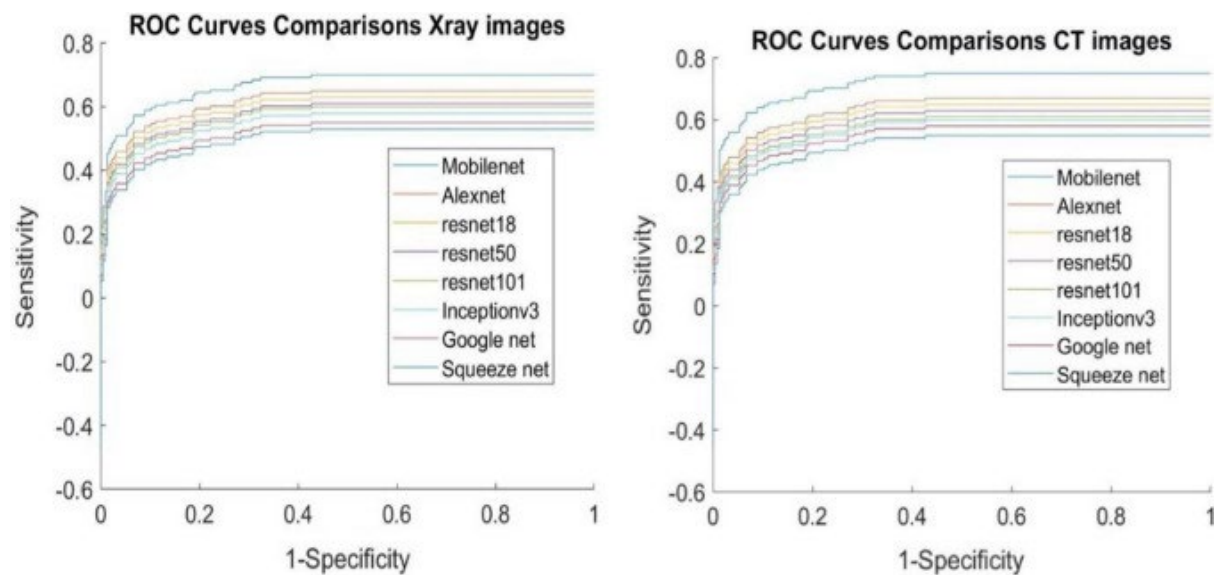 ROC Curves Comparisons Xray images
0.8
0.6
0.4
0.2
0
-0.2
-0.4
-0.6
Sensitivity
Mobilenet
Alexnet
resnet18
resnet50
resnet101
Inceptionv3
Google net
Squeeze net
0 0.2 0.4 0.6 0.8 1
1-Specificity
ROC Curves Comparisons CT images
0.8
0.6
0.4
0.2
0
-0.2
-0.4
-0.6
Sensitivity
Mobilenet
Alexnet
resnet18
resnet50
resnet101
Inceptionv3
Google net
Squeeze net
0 0.2 0.4 0.6 0.8 1
1-Specificity